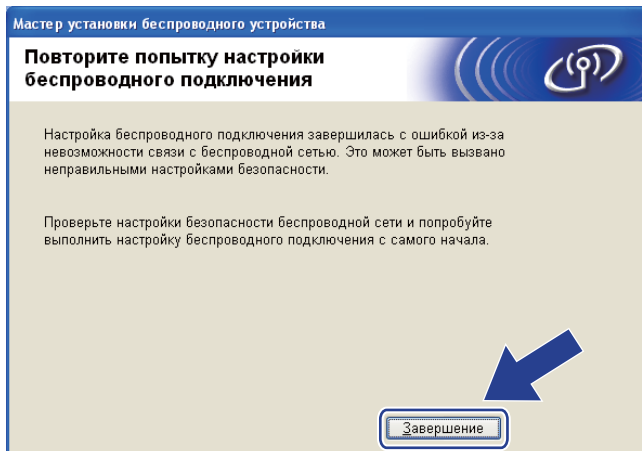 Мастер установки беспроводного устройства
Повторите попытку настройки
беспроводного подключения
Настройка беспроводного подключения завершилась с ошибкой из-за
невозможности связи с беспроводной сетью. Это может быть вызвано
неправильными настройками безопасности.
Проверьте настройки безопасности беспроводной сети и попробуйте
выполнить настройку беспроводного подключения с самого начала.
Завершение